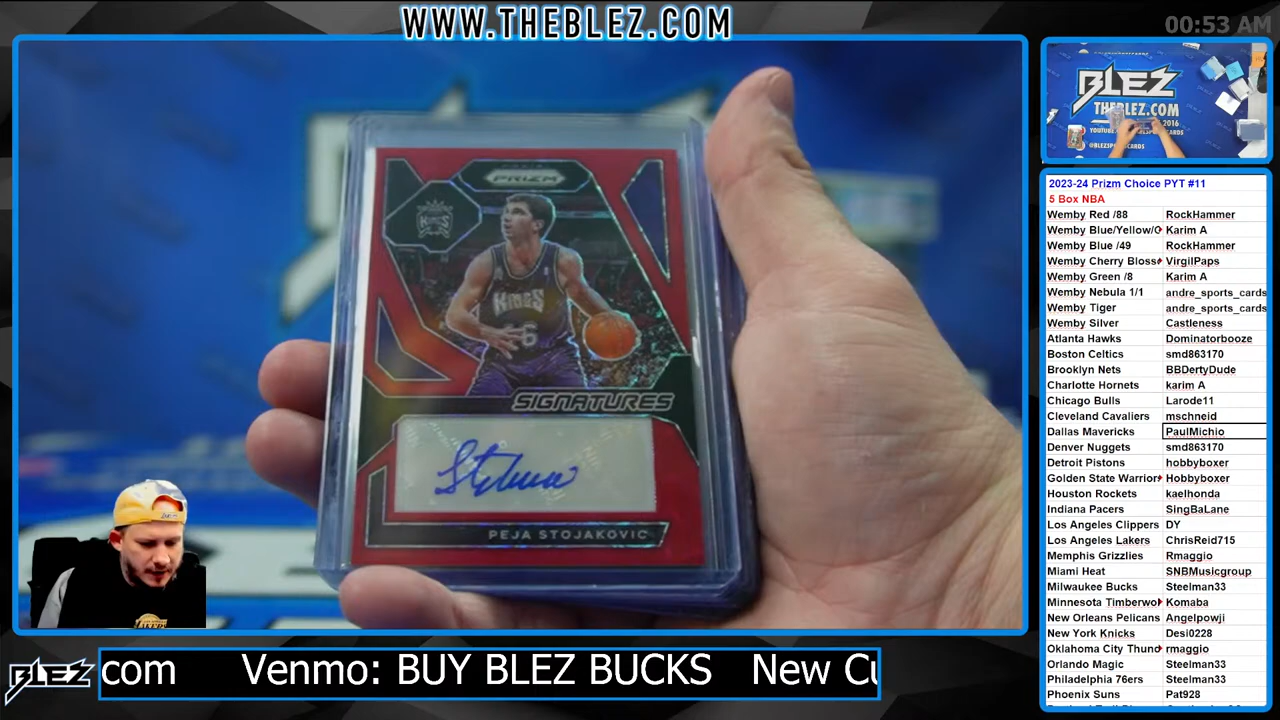 WWW.THEBLEZ.COM
00:53 AM
PRIZM
KINGS
KINGS
SIGNATURES
PEJA STOJAKOVIC
BLEZ
THEBLEZ.COM
2016
@BLEZSPORTSCARDS
2023-24 Prizm Choice PYT #11
5 Box NBA
Wemby Red /88 RockHammer
Wemby Blue/Yellow/G Karim A
Wemby Blue /49 RockHammer
Wemby Cherry Bloss VirgilPaps
Wemby Green /8 Karim A
Wemby Nebula 1/1 andre_sports_cards
Wemby Tiger andre_sports_cards
Wemby Silver Castleness
Atlanta Hawks Dominatorbooze
Boston Celtics smd863170
Brooklyn Nets BBDertyDude
Charlotte Hornets karim A
Chicago Bulls Larode11
Cleveland Cavaliers mschneid
Dallas Mavericks PaulMichio
Denver Nuggets smd863170
Detroit Pistons hobbyboxer
Golden State Warrior Hobbyboxer
Houston Rockets kaelhonda
Indiana Pacers SingBaLane
Los Angeles Clippers DY
Los Angeles Lakers ChrisReid715
Memphis Grizzlies Rmaggio
Miami Heat SNBMusicgroup
Milwaukee Bucks Steelman33
Minnesota Timberwol Komaba
New Orleans Pelicans Angelpowji
New York Knicks Desi0228
Oklahoma City Thund rmaggio
Orlando Magic Steelman33
Philadelphia 76ers Steelman33
Phoenix Suns Pat928
BLEZ
com Venmo: BUY BLEZ BUCKS New Cu